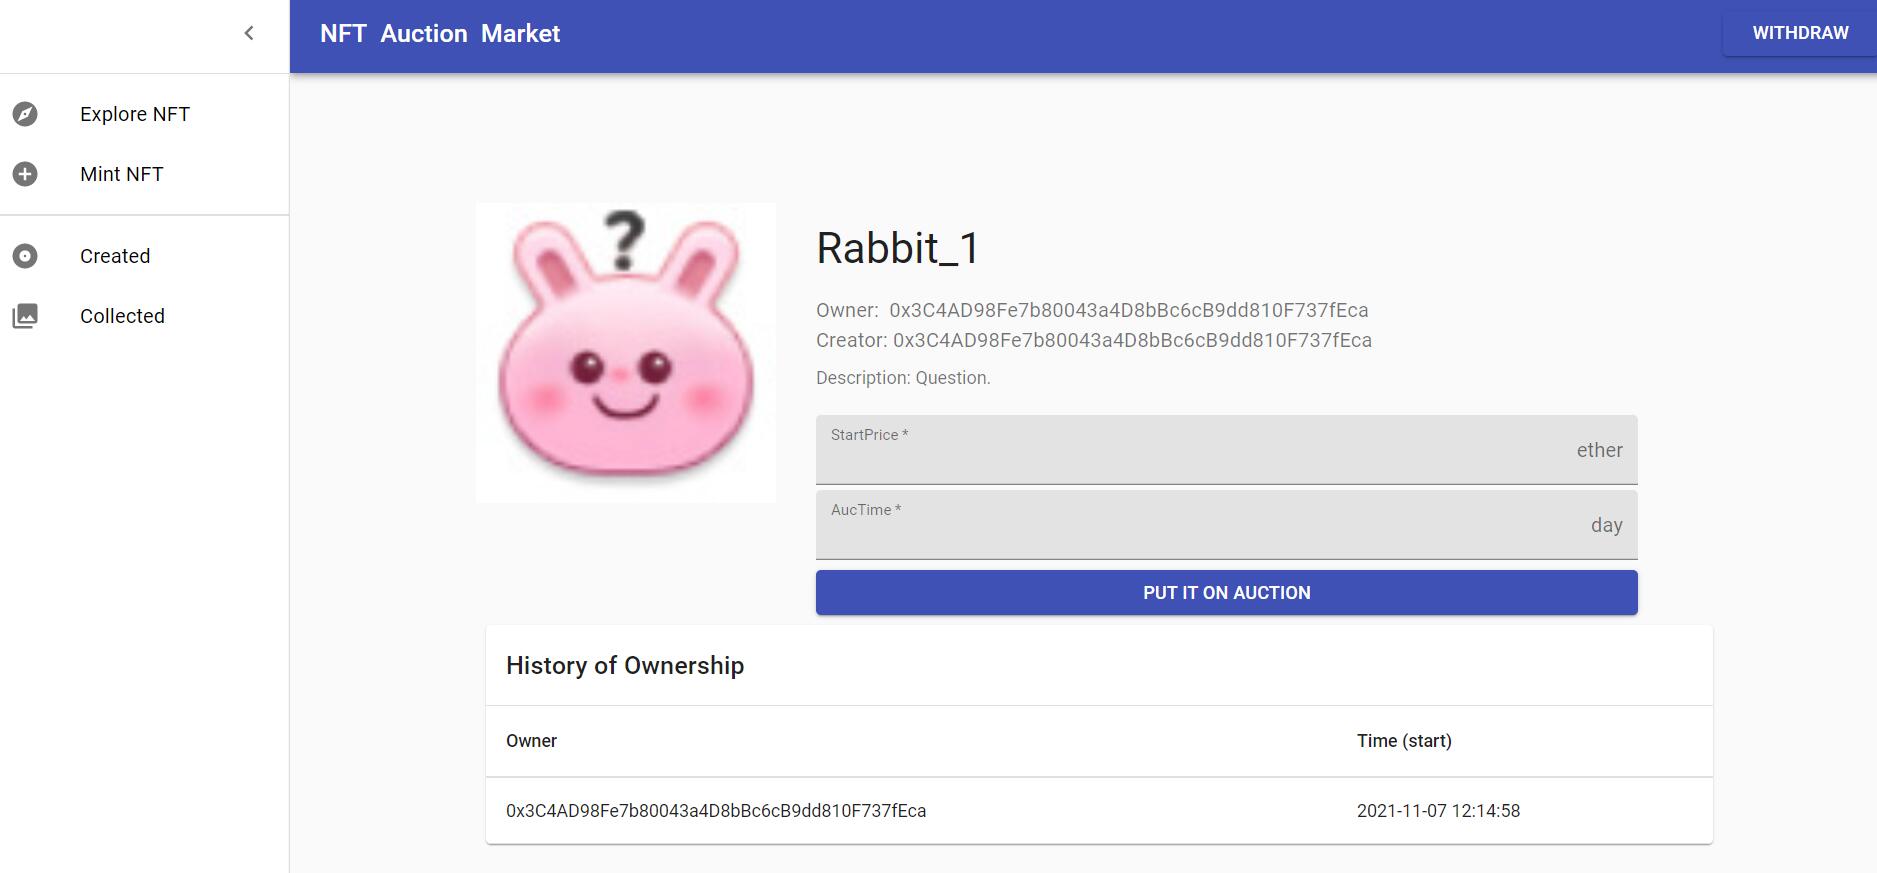 NFT Auction Market
WITHDRAW
Explore NFT
Mint NFT
Created
Collected
?
Rabbit_1
Owner: 0x3C4AD98Fe7b80043a4D8bBc6cB9dd810F737fEca
Creator: 0x3C4AD98Fe7b80043a4D8bBc6cB9dd810F737fEca
Description: Question.
StartPrice *
ether
AucTime *
day
PUT IT ON AUCTION
History of Ownership
Owner Time (start)
0x3C4AD98Fe7b80043a4D8bBc6cB9dd810F737fEca 2021-11-07 12:14:58